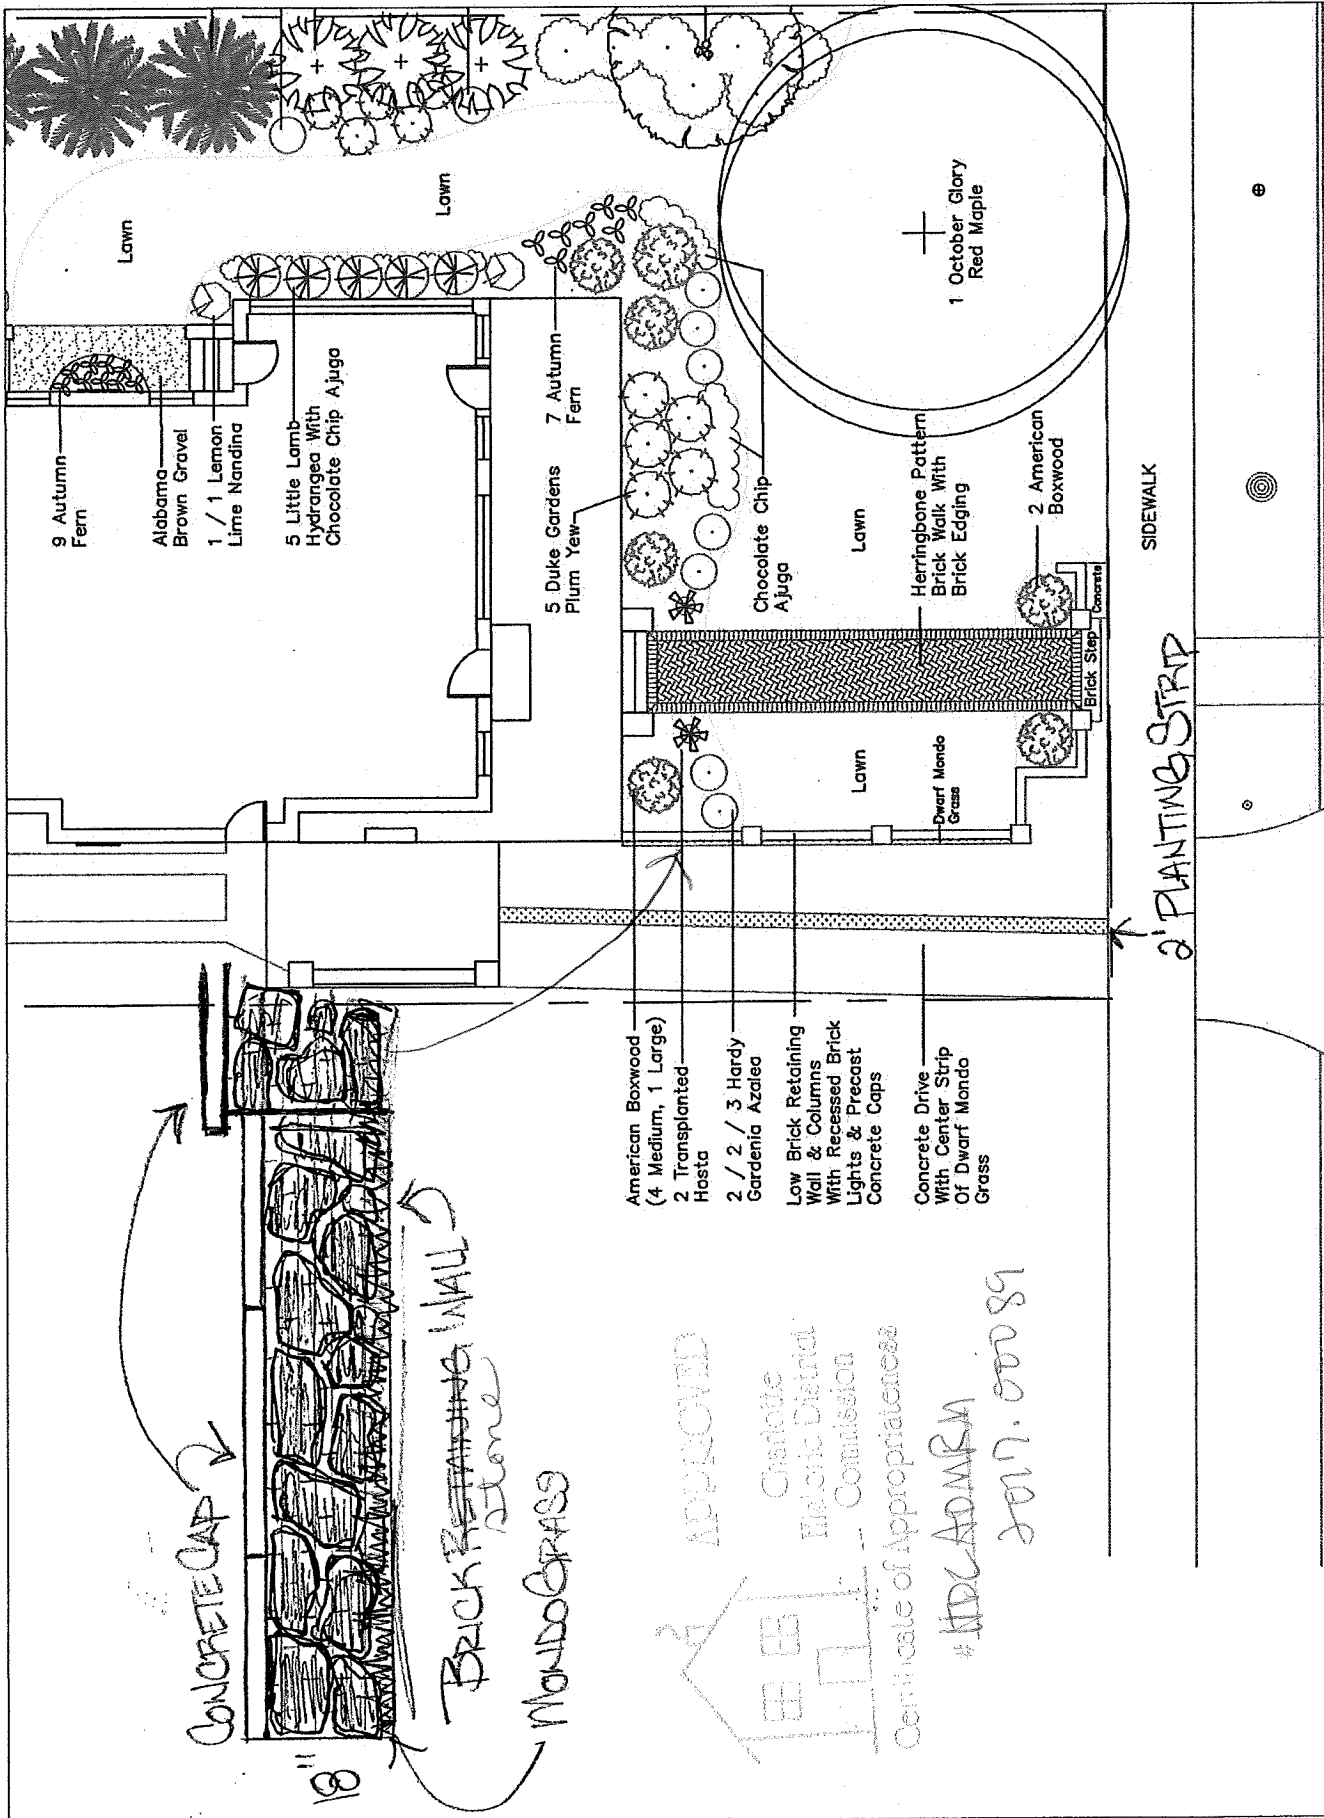 Lawn
Lawn
9 Autumn
Fern
Alabama
Brown Gravel
1 / 1 Lemon
Lime Nandina
5 Little Lamb
Hydrangea With
Chocolate Chip Ajuga
7 Autumn
Fern
5 Duke Gardens
Plum Yew
Chocolate Chip
Ajuga
1 October Glory
Red Maple
Lawn
Herringbone Pattern
Brick Walk With
Brick Edging
2 American
Boxwood
SIDEWALK
Concrete
Brick Step
Lawn
Dwarf Mondo
Grass
2' PLANTING STRIP
American Boxwood
(4 Medium, 1 Large)
2 Transplanted
Hosta
2 / 2 / 3 Hardy
Gardenia Azalea
Low Brick Retaining
Wall & Columns
With Recessed Brick
Lights & Precast
Concrete Caps
Concrete Drive
With Center Strip
Of Dwarf Mondo
Grass
CONCRETE CAP
18"
BRICK RETAINING WALL
stone
MONDO GRASS
APPROVED
Charlotte
Historic District
Commission
Certificate of Appropriateness
# HDCADMRM
2017.00089